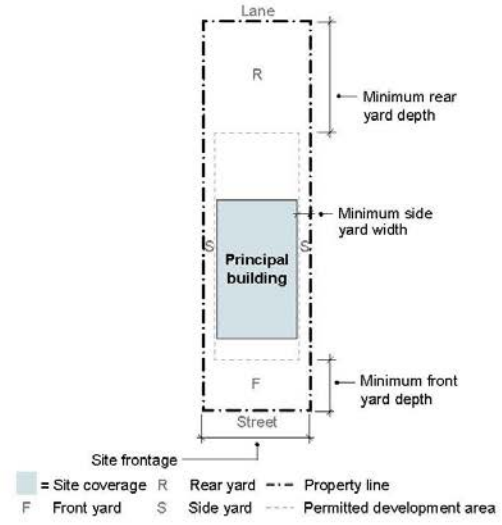 Lane
R
Minimum rear
yard depth
Minimum side
yard width
S
S
Principal
building
F
Minimum front
yard depth
Street
Site frontage
= Site coverage R Rear yard Property line
F Front yard S Side yard Permitted development area